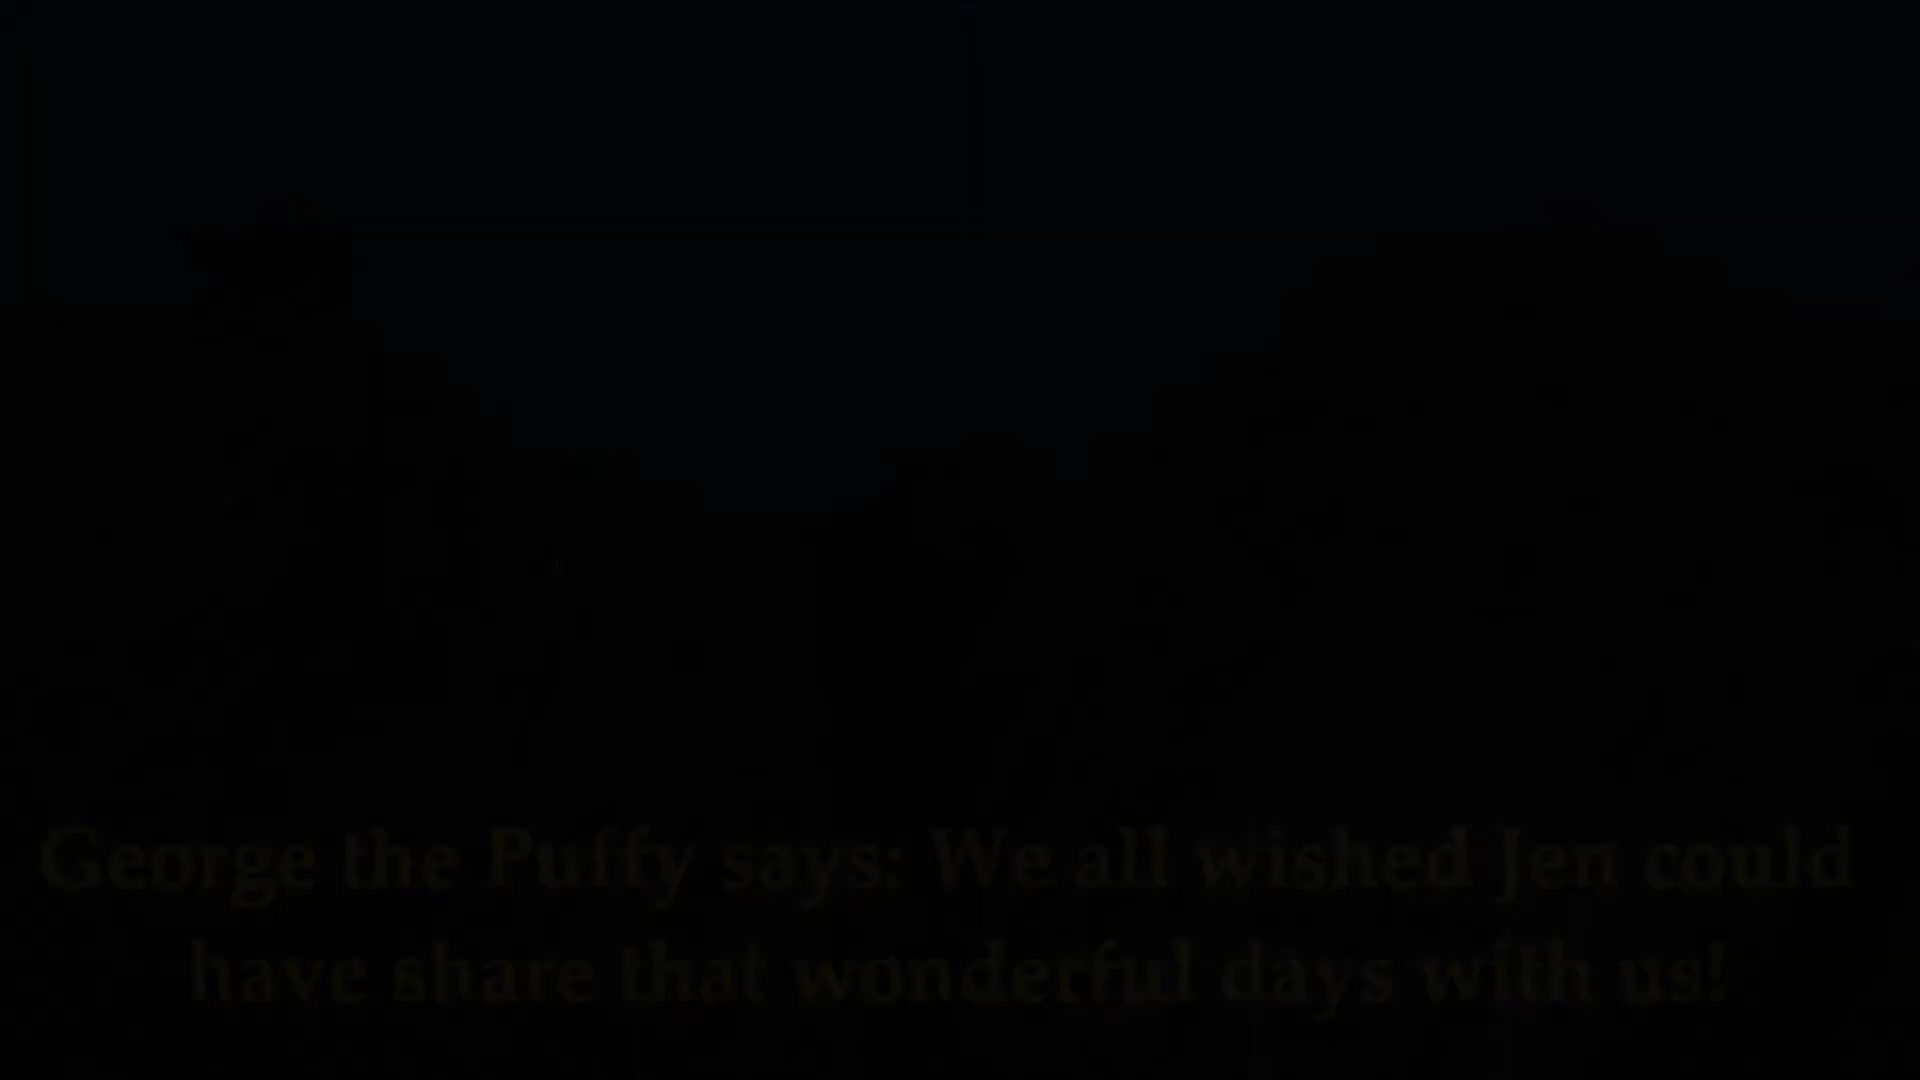 George the Puffy says: We all wished Jen could
have share that wonderful days with us!